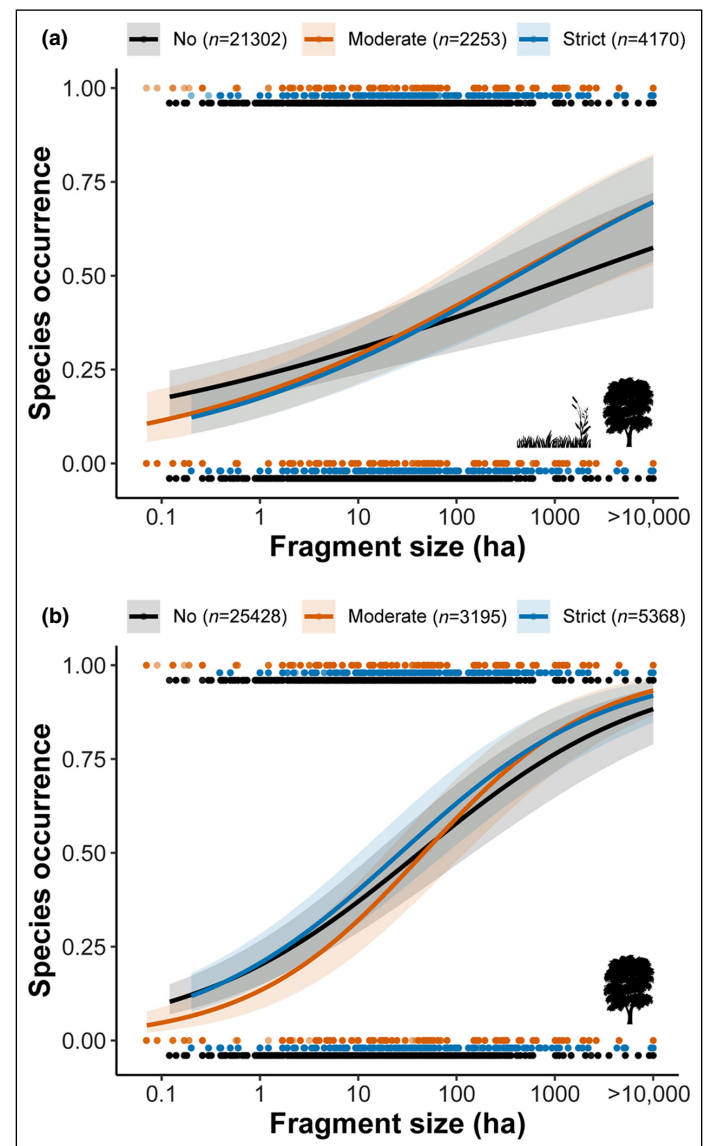 (a) No (n=21302) Moderate (n=2253) Strict (n=4170)
1.00
0.75
0.50
0.25
0.00
Species occurrence
0.1 1 10 100 1000 >10,000
Fragment size (ha)
(b) No (n=25428) Moderate (n=3195) Strict (n=5368)
1.00
0.75
0.50
0.25
0.00
Species occurrence
0.1 1 10 100 1000 >10,000
Fragment size (ha)